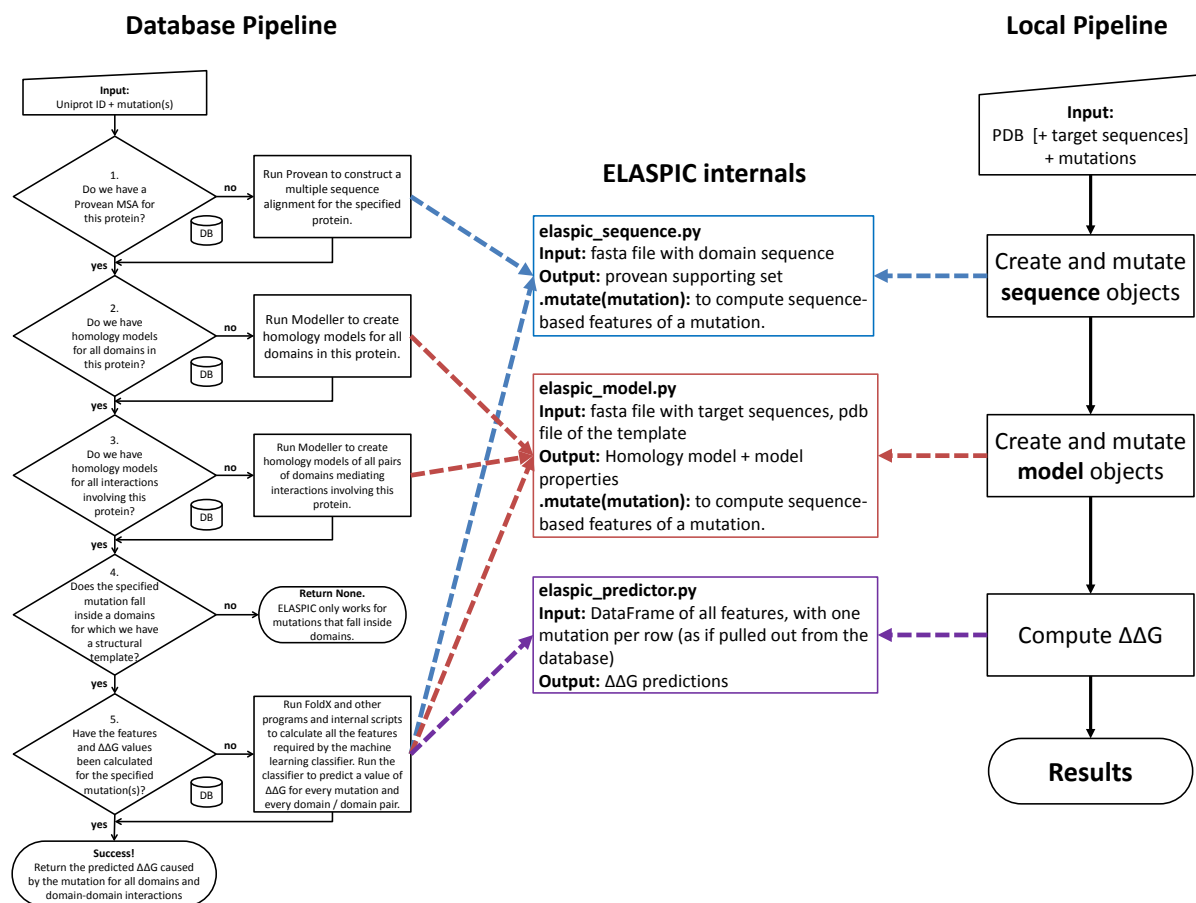 Database Pipeline
Input:
Uniprot ID + mutation(s)
1.
Do we have a
Provean MSA for
this protein?
no
DB
yes
Run Provean to construct a
multiple sequence
alignment for the specified
protein.
2.
Do we have
homology models
for all domains in
this protein?
no
DB
yes
Run Modeller to create
homology models for all
domains in this protein.
3.
Do we have
homology models
for all interactions
involving this
protein?
no
DB
yes
Run Modeller to create
homology models of all pairs
of domains mediating
interactions involving this
protein.
4.
Does the specified
mutation fall
inside a domains
for which we have
a structural
template?
no
yes
Return None.
ELASPIC only works for
mutations that fall inside
domains.
5.
Have the features
and ΔΔG values
been calculated
for the specified
mutation(s)?
no
DB
yes
Run FoldX and other
programs and internal scripts
to calculate all the features
required by the machine
learning classifier. Run the
classifier to predict a value of
ΔΔG for every mutation and
every domain / domain pair.
Success!
Return the predicted ΔΔG caused
by the mutation for all domains and
domain-domain interactions
ELASPIC internals
elaspic_sequence.py
Input: fasta file with domain sequence
Output: provean supporting set
.mutate(mutation): to compute sequence-
based features of a mutation.
elaspic_model.py
Input: fasta file with target sequences, pdb
file of the template
Output: Homology model + model
properties
.mutate(mutation): to compute sequence-
based features of a mutation.
elaspic_predictor.py
Input: DataFrame of all features, with one
mutation per row (as if pulled out from the
database)
Output: ΔΔG predictions
Local Pipeline
Input:
PDB [+ target sequences]
+ mutations
Create and mutate
sequence objects
Create and mutate
model objects
Compute ΔΔG
Results